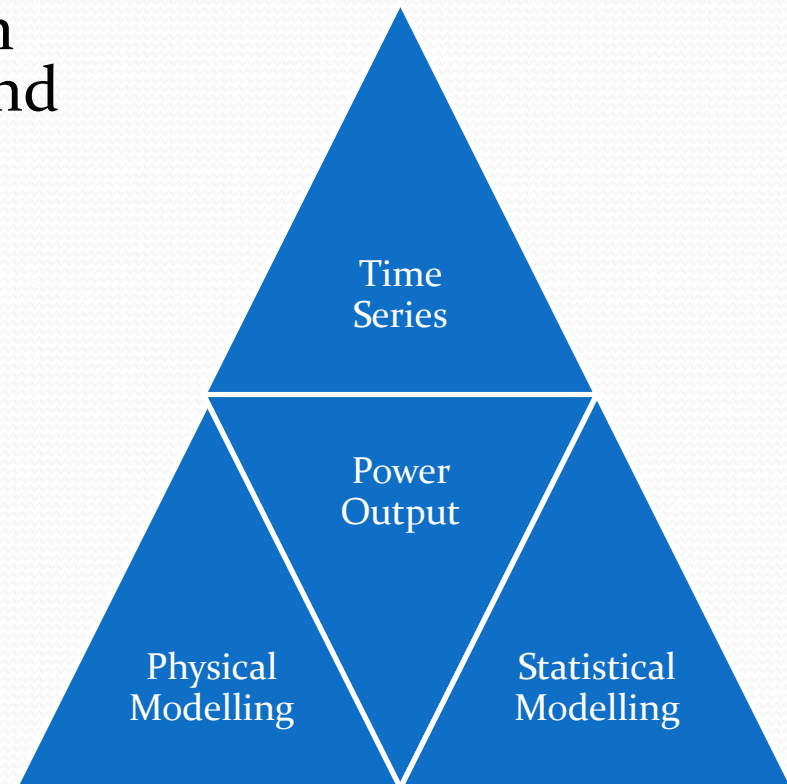 Time
Series
Power
Output
Physical
Modelling
Statistical
Modelling